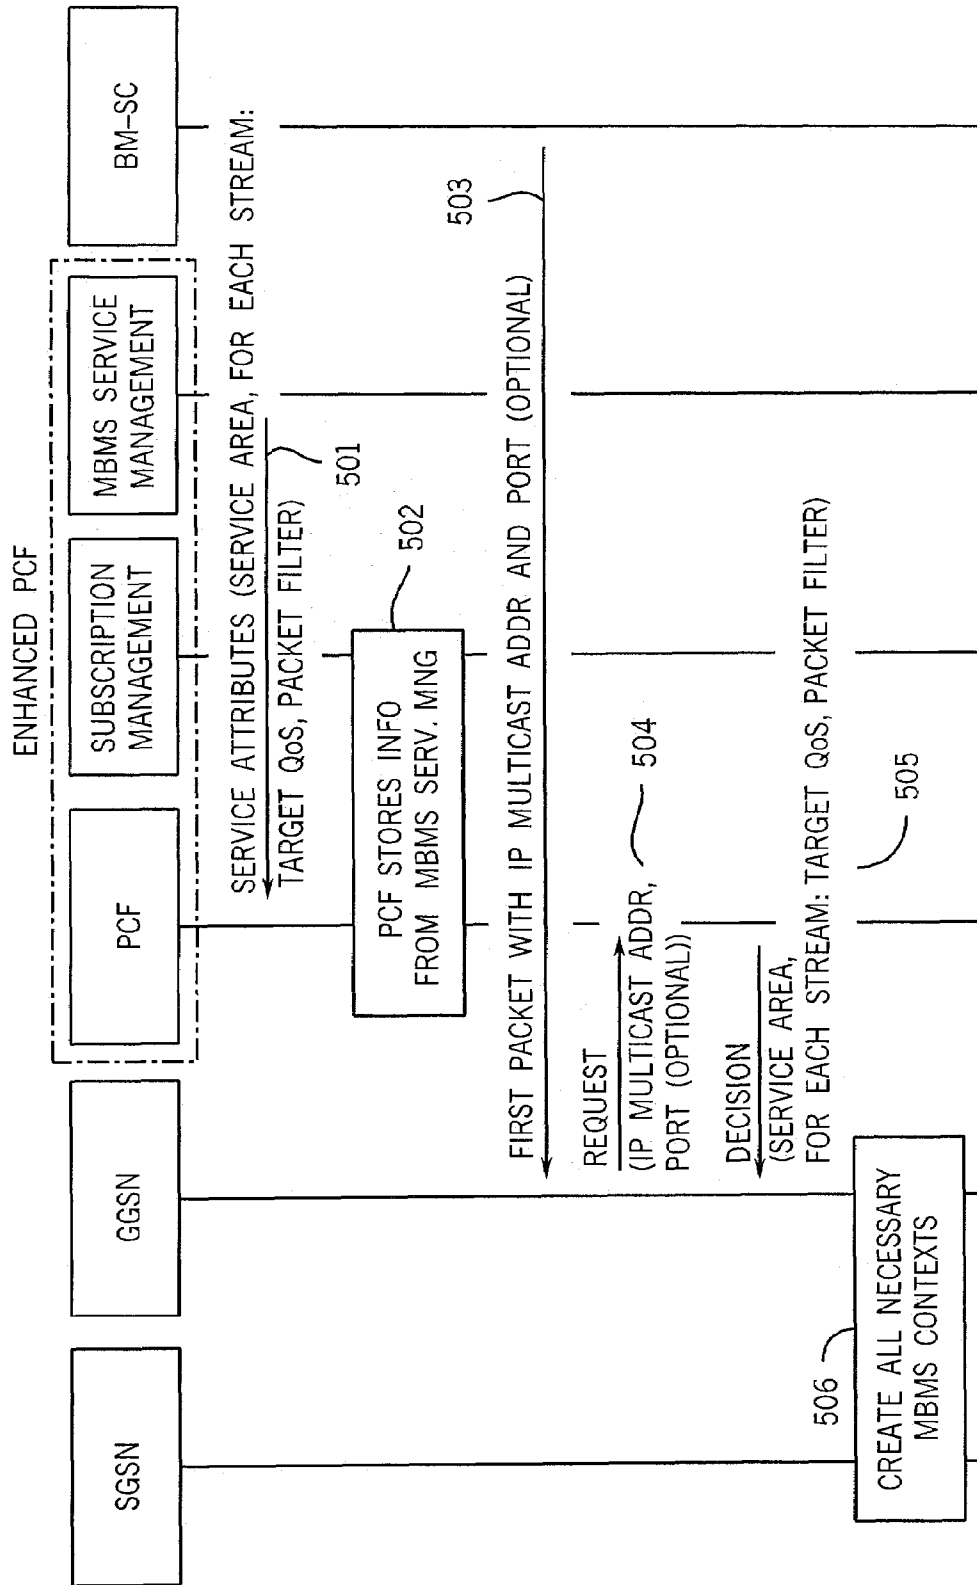 ENHANCED PCF
SGSN
GGSN
PCF
SUBSCRIPTION
MANAGEMENT
MBMS SERVICE
MANAGEMENT
BM-SC
SERVICE ATTRIBUTES (SERVICE AREA, FOR EACH STREAM:
TARGET QoS, PACKET FILTER)
501
PCF STORES INFO
FROM MBMS SERV. MNG
502
FIRST PACKET WITH IP MULTICAST ADDR AND PORT (OPTIONAL)
503
REQUEST
(IP MULTICAST ADDR,
PORT (OPTIONAL))
504
DECISION
(SERVICE AREA,
FOR EACH STREAM: TARGET QoS, PACKET FILTER)
505
CREATE ALL NECESSARY
MBMS CONTEXTS
506